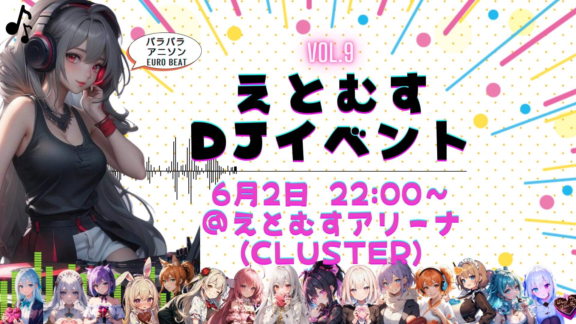 パラパラ
アニソン
EURO BEAT
VOL.9
えとむす
DJイベント
6月2日 22:00～
@えとむすアリーナ
(CLUSTER)